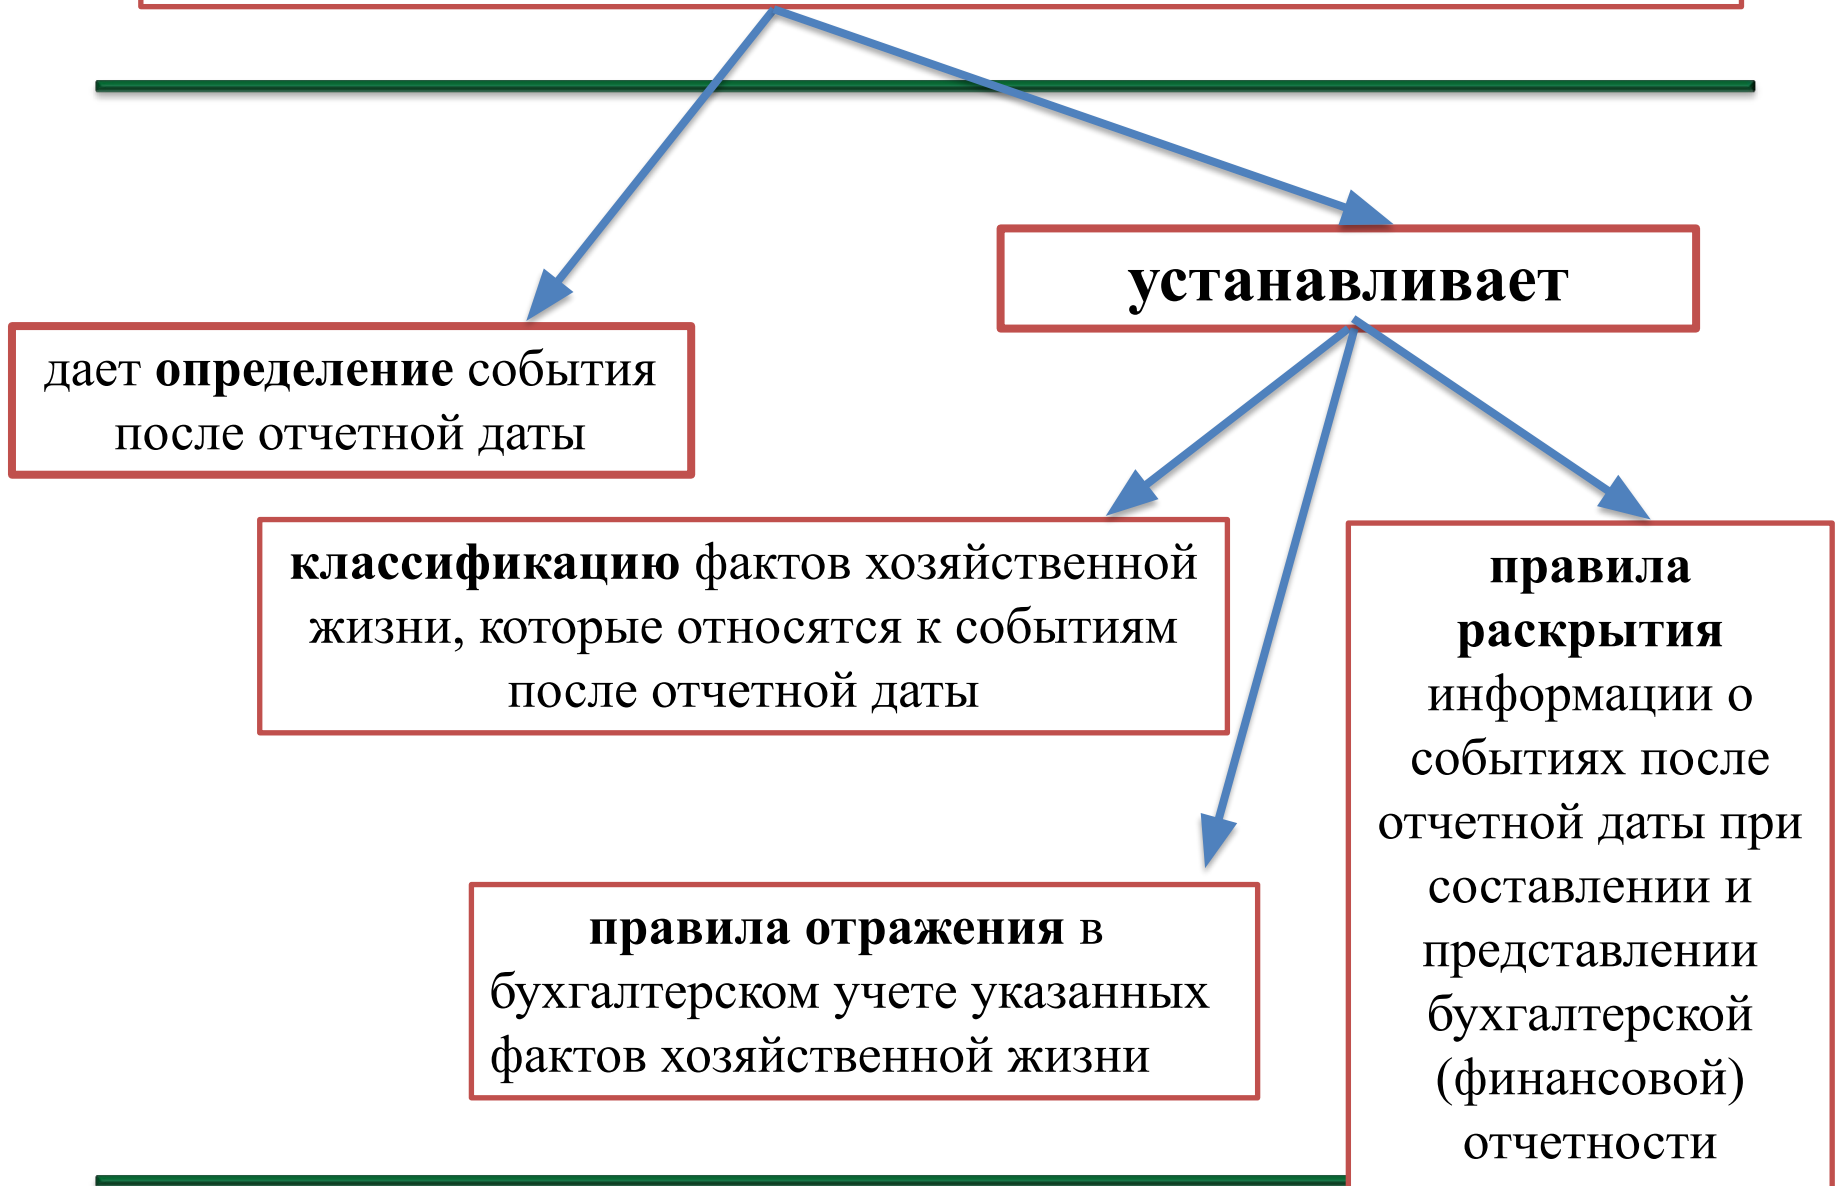 устанавливает
дает определение события
после отчетной даты
классификацию фактов хозяйственной
жизни, которые относятся к событиям
после отчетной даты
правила
раскрытия
информации о
событиях после
отчетной даты при
составлении и
представлении
бухгалтерской
(финансовой)
отчетности
правила отражения в
бухгалтерском учете указанных
фактов хозяйственной жизни